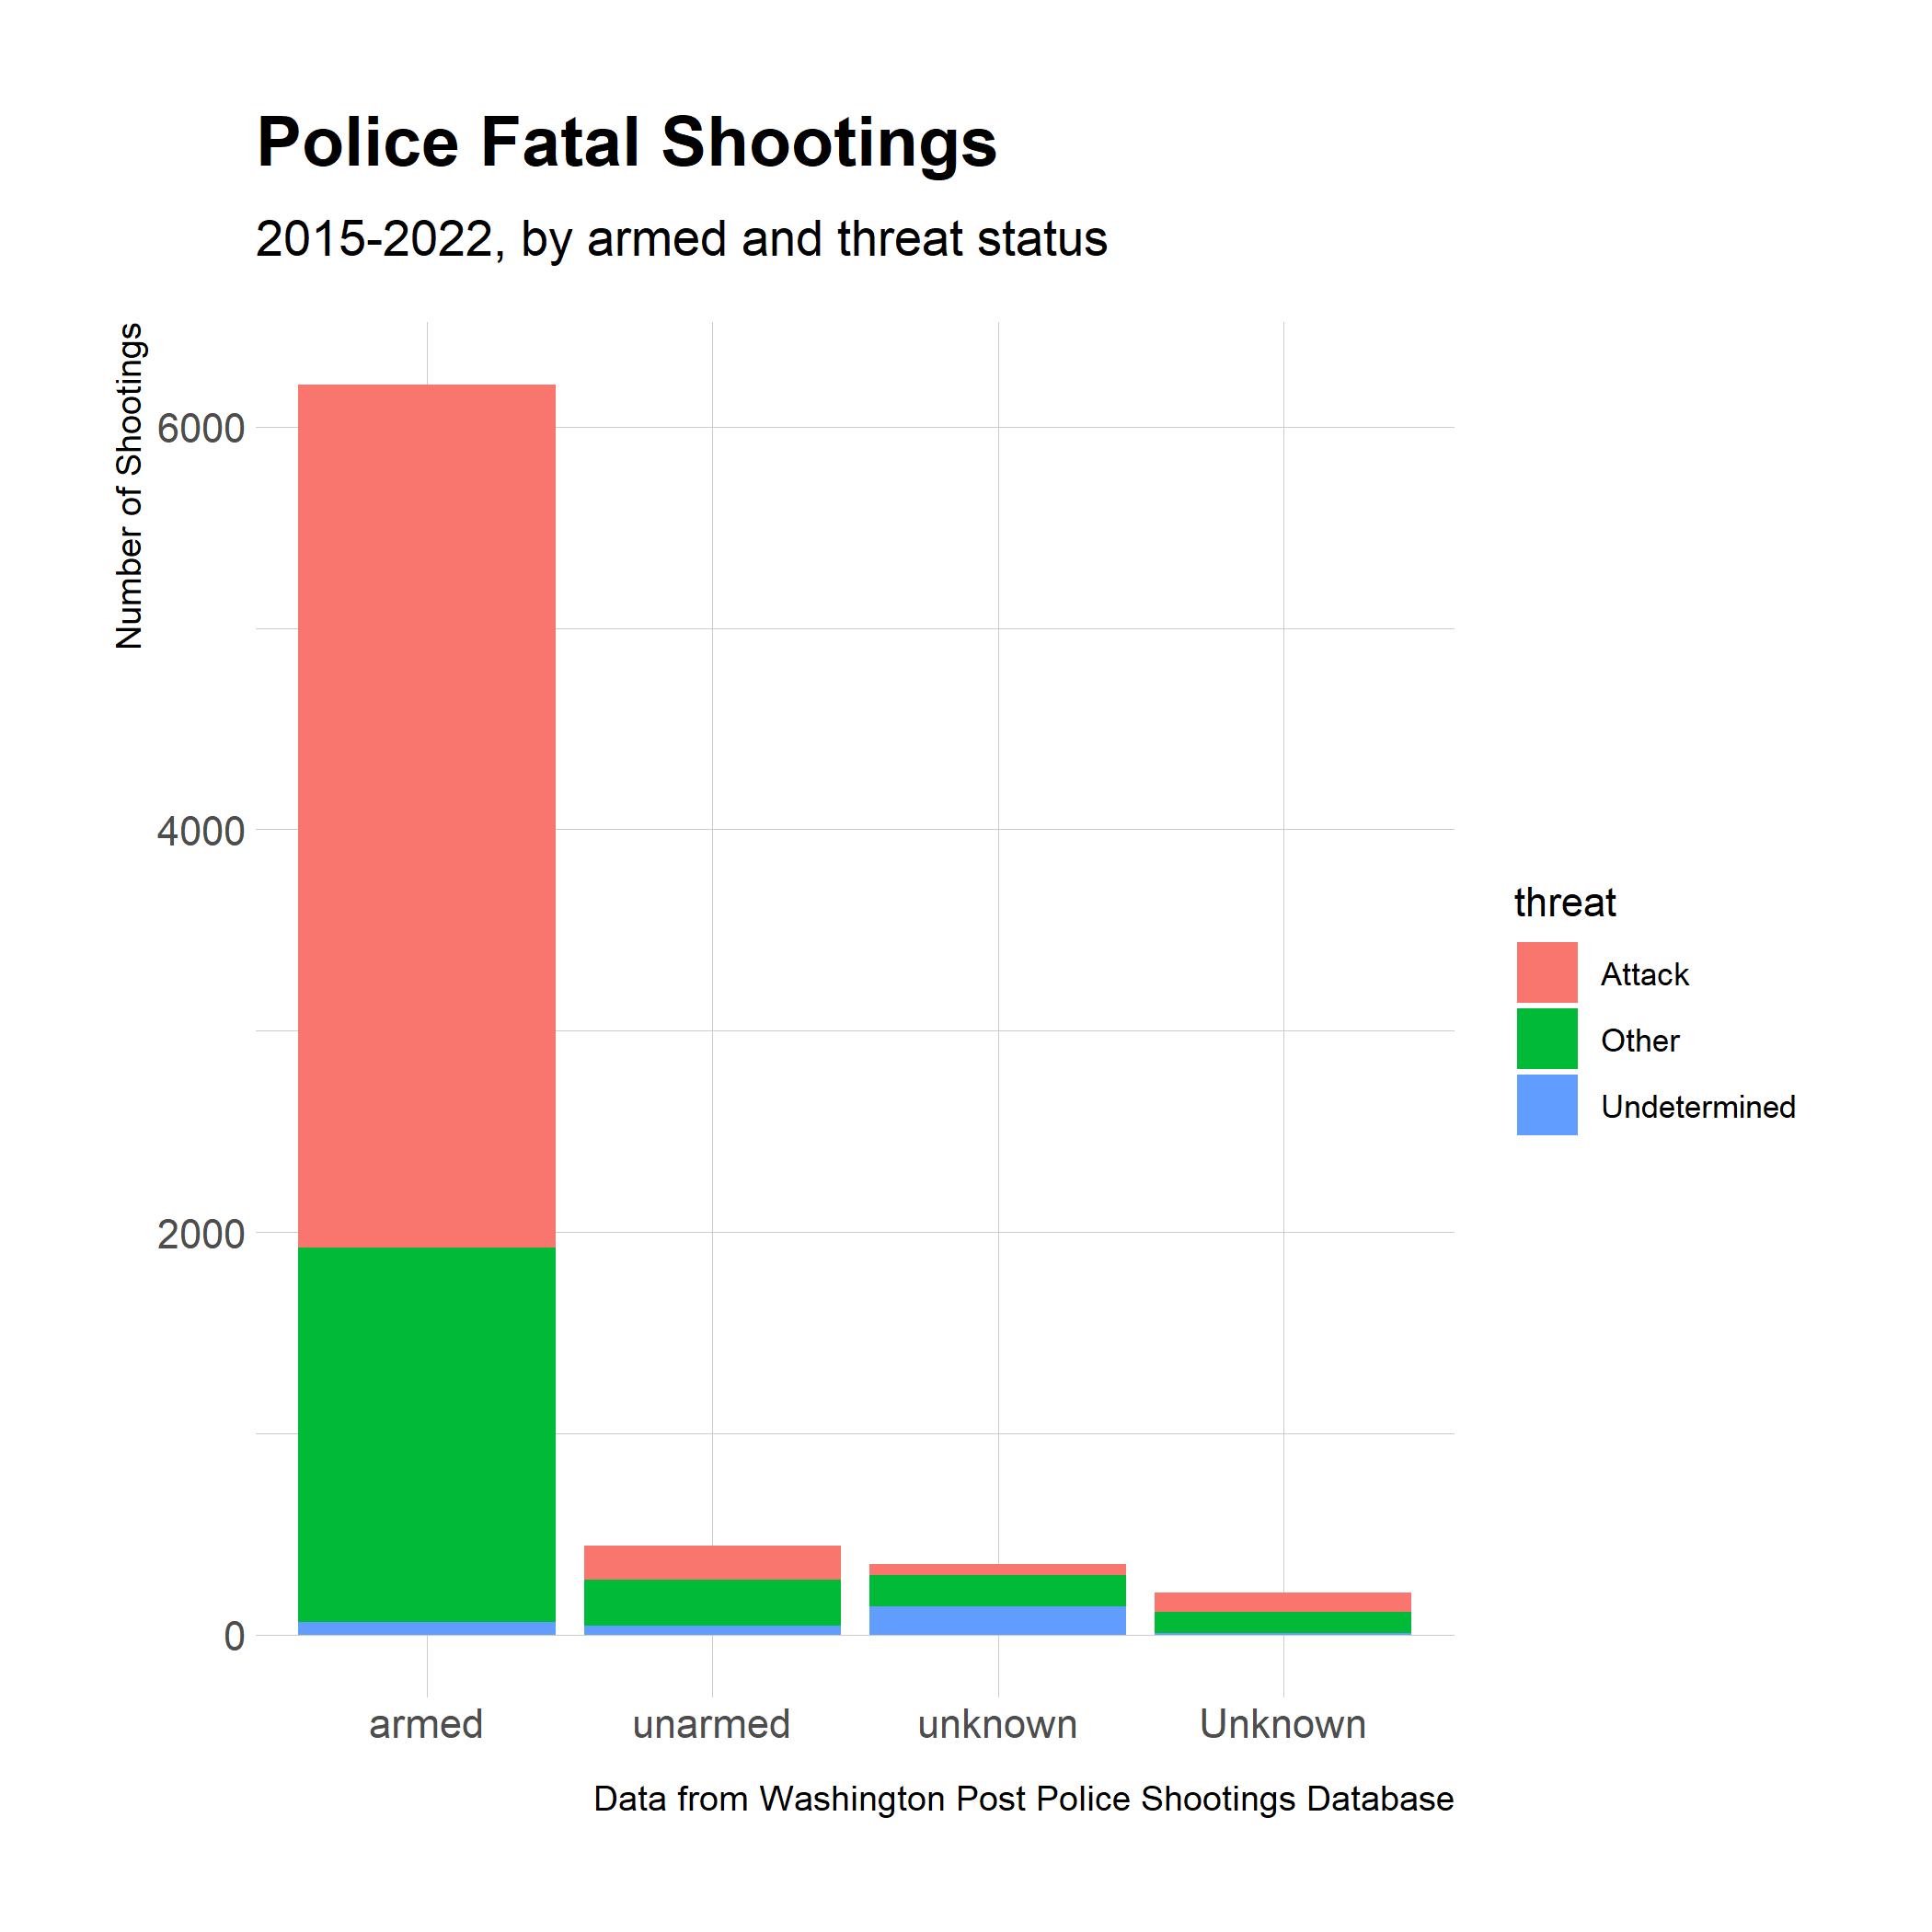 Police Fatal Shootings
2015-2022, by armed and threat status
Number of Shootings
6000
4000
2000
0
armed
unarmed
unknown
Unknown
Data from Washington Post Police Shootings Database
threat
Attack
Other
Undetermined